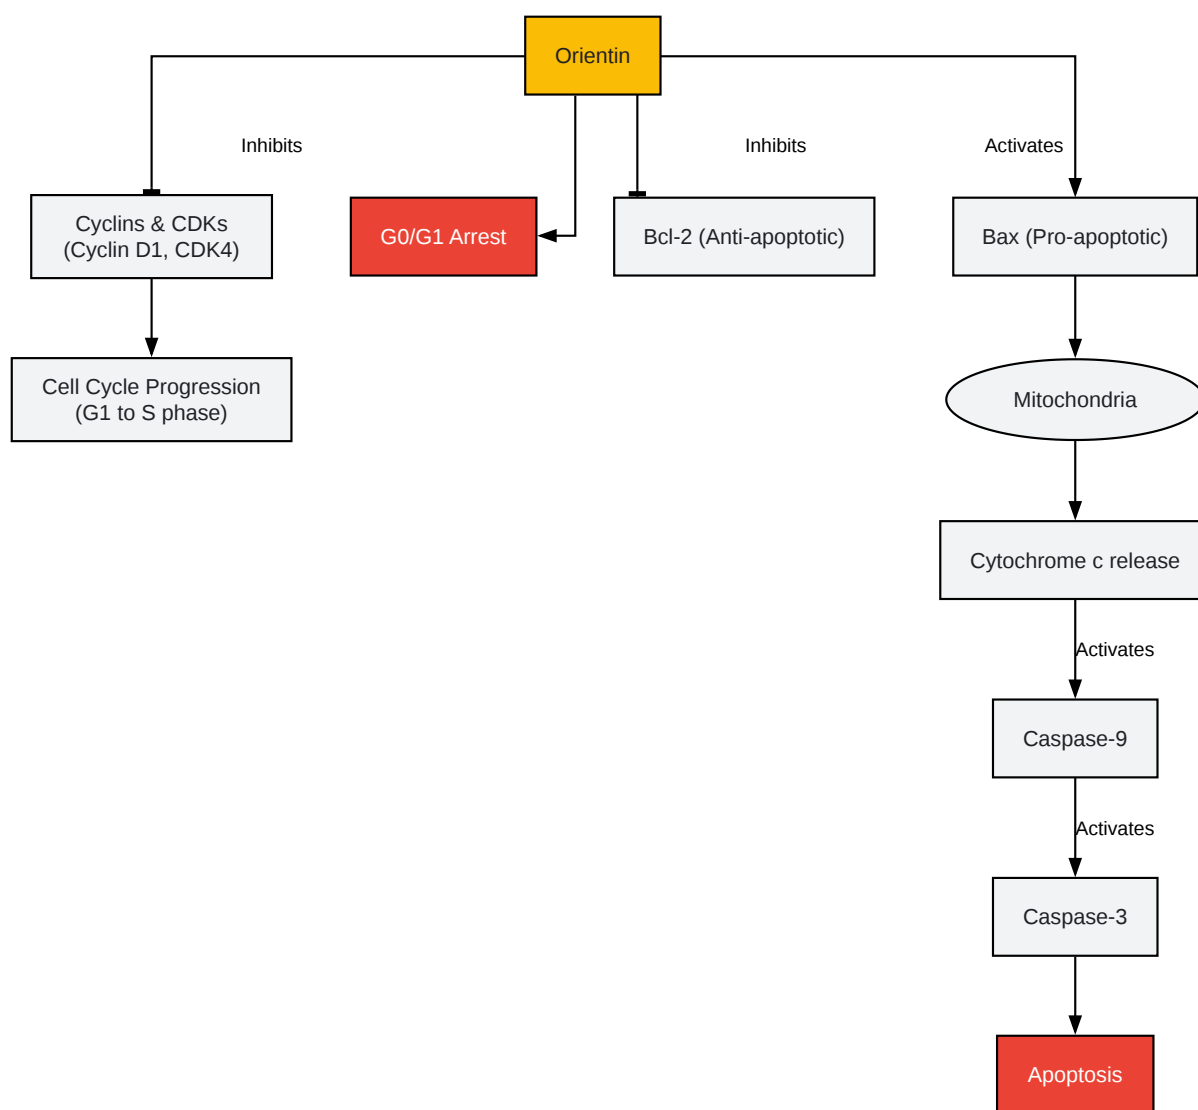 Orientin
Inhibits
Inhibits
Activates
Cyclins & CDKs
(Cyclin D1, CDK4)
G0/G1 Arrest
Bcl-2 (Anti-apoptotic)
Bax (Pro-apoptotic)
Cell Cycle Progression
(G1 to S phase)
Mitochondria
Cytochrome c release
Activates
Caspase-9
Activates
Caspase-3
Apoptosis